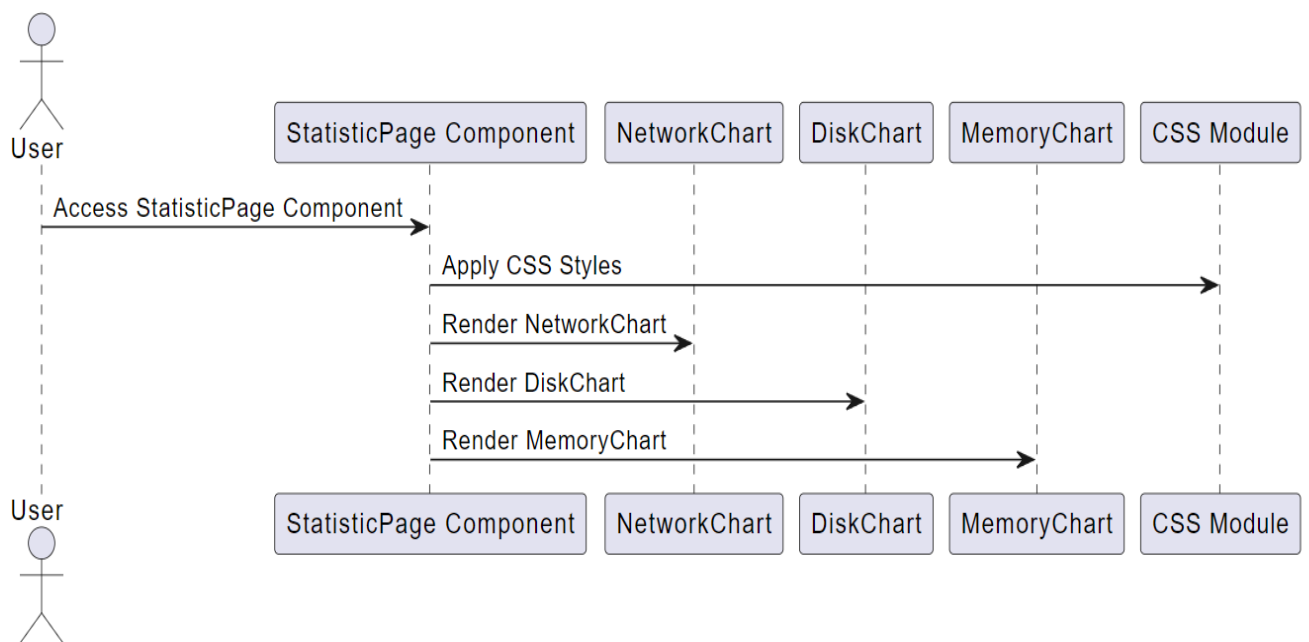 User
StatisticPage Component
NetworkChart
DiskChart
MemoryChart
CSS Module
Access StatisticPage Component
Apply CSS Styles
Render NetworkChart
Render DiskChart
Render MemoryChart
User
StatisticPage Component
NetworkChart
DiskChart
MemoryChart
CSS Module